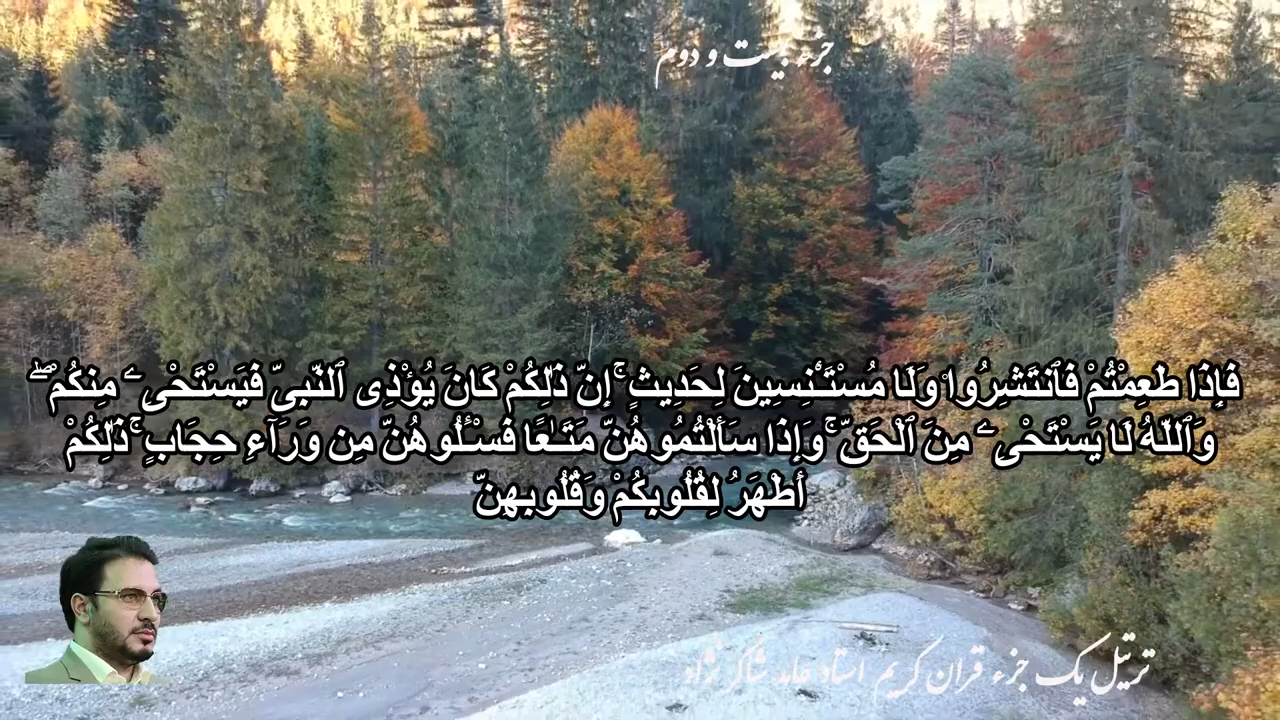 جزء بیست و دوم
فَإِذَا طَعِمْتُمْ فَٱنتَشِرُوا۟ وَلَا مُسْتَـْٔنِسِينَ لِحَدِيثٍ ۚ إِنَّ ذَٰلِكُمْ كَانَ يُؤْذِى ٱلنَّبِىَّ فَيَسْتَحْىِۦ مِنكُمْ ۖ
وَٱللَّهُ لَا يَسْتَحْىِۦ مِنَ ٱلْحَقِّ ۚ وَإِذَا سَأَلْتُمُوهُنَّ مَتَـٰعًا فَسْـَٔلُوهُنَّ مِن وَرَآءِ حِجَابٍ ۚ ذَٰلِكُمْ
أَطْهَرُ لِقُلُوبِكُمْ وَقُلُوبِهِنَّ
ترتیل یک جزء قران کریم استاد حامد شاکر نژاد